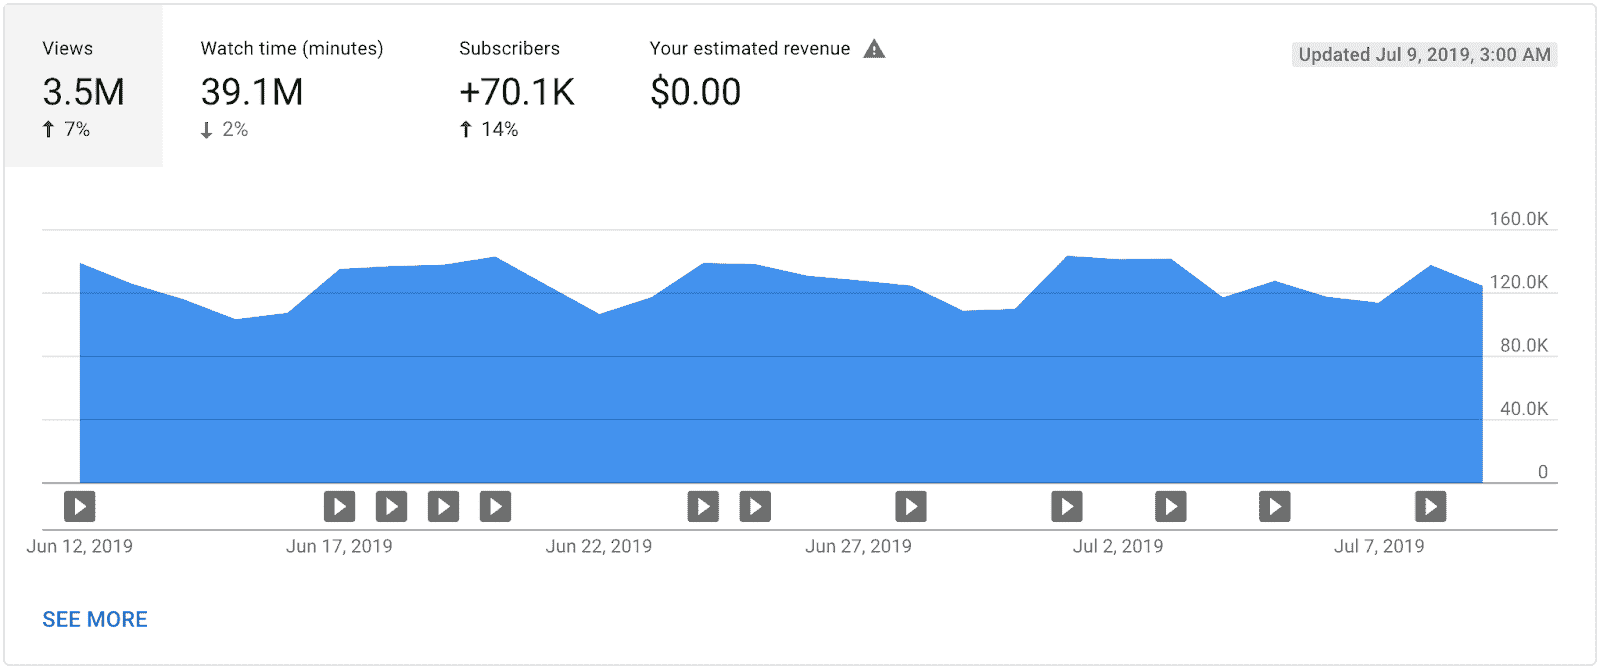 Views
3.5M
7%
Watch time (minutes)
39.1M
2%
Subscribers
+70.1K
14%
Your estimated revenue
$0.00
Updated Jul 9, 2019, 3:00 AM
160.0K
120.0K
80.0K
40.0K
0
Jun 12, 2019
Jun 17, 2019
Jun 22, 2019
Jun 27, 2019
Jul 2, 2019
Jul 7, 2019
SEE MORE